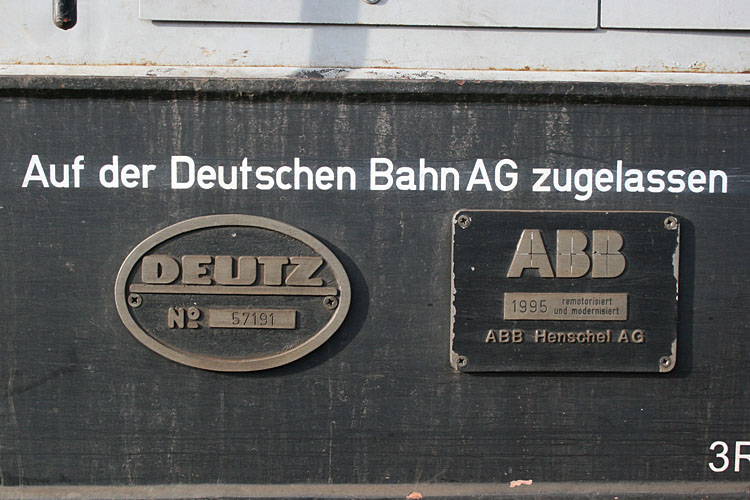 Auf der Deutschen Bahn AG zugelassen
DEUTZ
Nº 57191
ABB
1995 remotorisiert
und modernisiert
ABB Henschel AG
3R